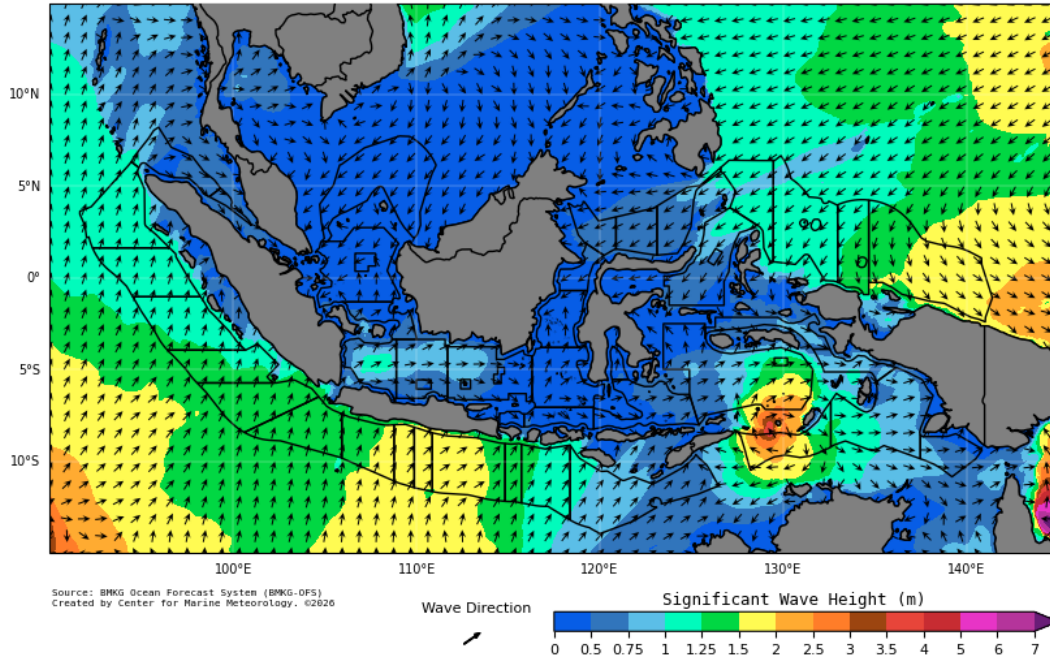 10°N
5°N
0°
5°S
10°S
100°E 110°E 120°E 130°E 140°E
Source: BMKG Ocean Forecast System (BMKG-OFS)
Created by Center for Marine Meteorology. ©2026
Wave Direction
Significant Wave Height (m)
0 0.5 0.75 1 1.25 1.5 2 2.5 3 3.5 4 5 6 7